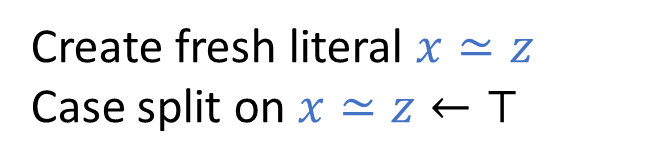 Create fresh literal x ≃ z
Case split on x ≃ z ← ⊤